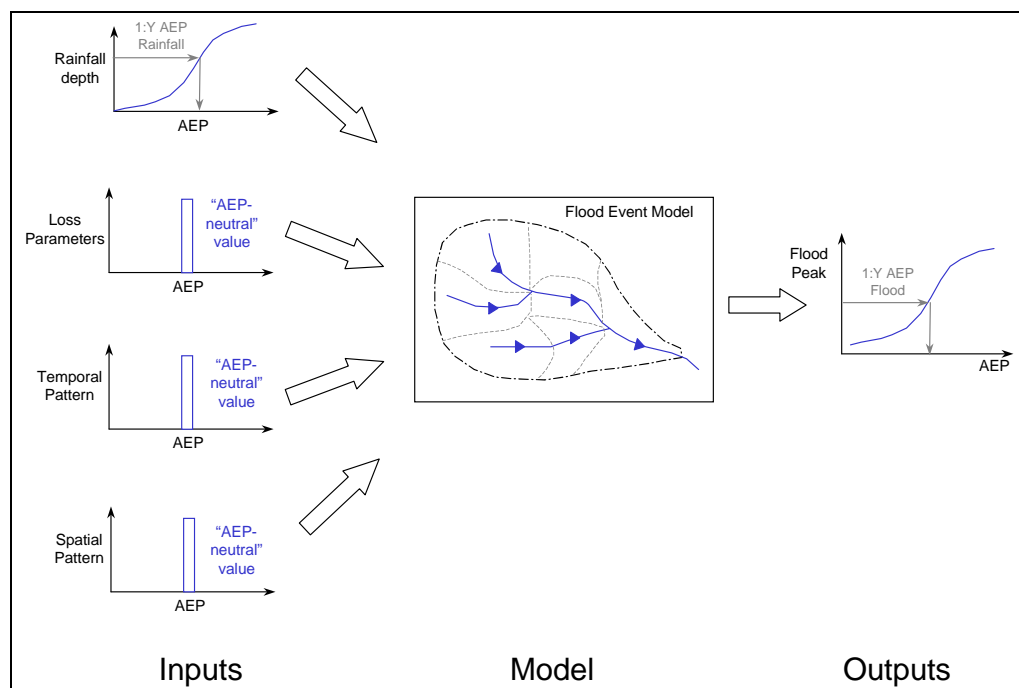 1:Y AEP
Rainfall
Rainfall
depth
AEP
Loss
Parameters
"AEP-
neutral"
value
AEP
Temporal
Pattern
"AEP-
neutral"
value
AEP
Spatial
Pattern
"AEP-
neutral"
value
AEP
Flood Event Model
Flood
Peak
1:Y AEP
Flood
AEP
Inputs
Model
Outputs